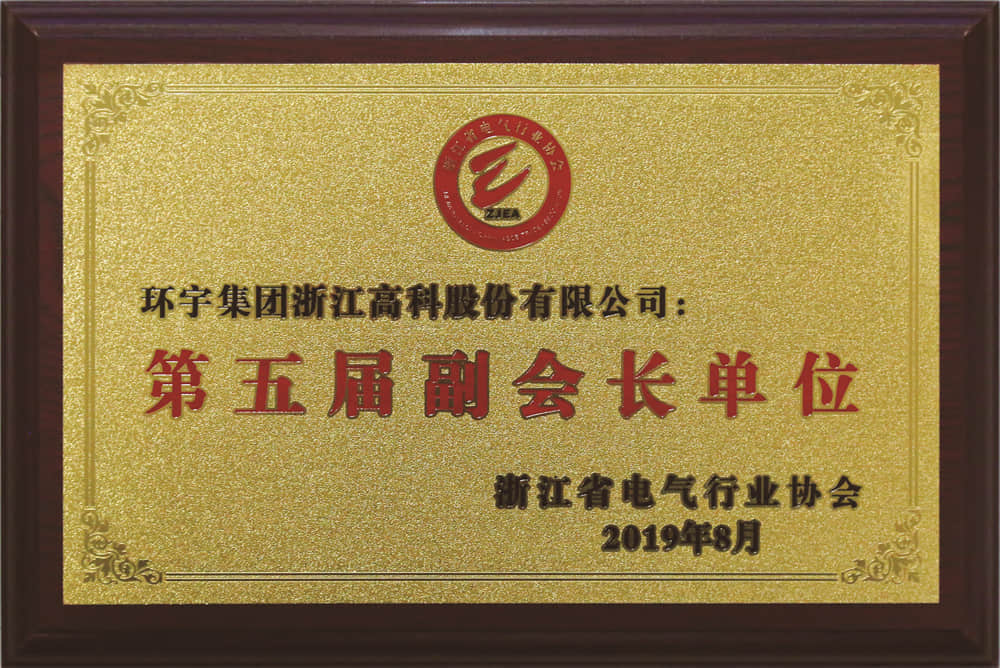 浙江省电气行业协会
ZJEA
环宇集团浙江高科股份有限公司：
第五届副会长单位
浙江省电气行业协会
2019年8月